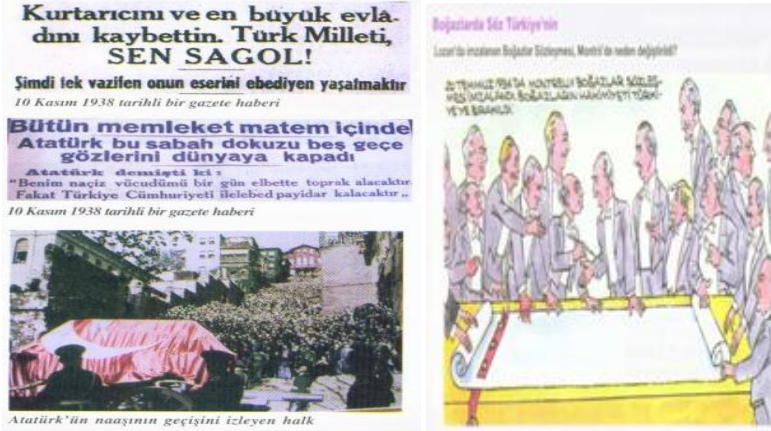 Kurtarıcını ve en büyük evlâ-
dını kaybettin. Türk Milleti,
SEN SAGOL!
Şimdi tek vazifen onun eserini ebediyen yaşatmaktır
10 Kasım 1938 tarihli bir gazete haberi
Bütün memleket matem içinde
Atatürk bu sabah dokuzu beş geçe
gözlerini dünyaya kapadı
Atatürk demişti ki :
"Benim naçiz vücudümü bir gün elbette toprak alacaktır.
Fakat Türkiye Cümhuriyeti ilelebed payidar kalacaktır „
10 Kasım 1938 tarihli bir gazete haberi
Atatürk'ün naaşının geçişini izleyen halk
Boğazlarda Söz Türkiye'nin
Lozan'da imzalanan Boğazlar Sözleşmesi, Montrö'de neden değiştirildi?
20 TEMMUZ 1936 DA MONTREUX BOĞAZLAR SÖZLEŞ-
MESİ İMZALANDI BOĞAZLARIN HAKİMİYETİ TÜRKİ-
YE'YE BIRAKILDI